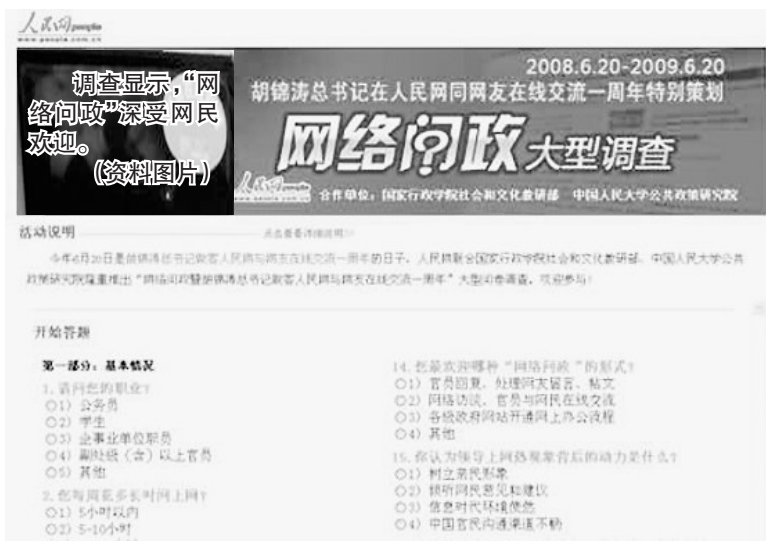 人民网 people
www.people.com.cn
调查显示，“网
络问政”深受网民
欢迎。
(资料图片)
2008.6.20-2009.6.20
胡锦涛总书记在人民网同网友在线交流一周年特别策划
网络问政大型调查
人民网
合作单位：国家行政学院社会和文化教研部 中国人民大学公共政策研究院
活动说明
点击查看详细说明>>
今年6月20日是胡锦涛总书记做客人民网与网友在线交流一周年的日子，人民网联合国家行政学院社会和文化教研部、中国人民大学公共
政策研究院隆重推出“网络问政暨胡锦涛总书记做客人民网与网友在线交流一周年”大型问卷调查，欢迎参与！
开始答题
第一部分：基本情况
1.请问您的职业?
○1) 公务员
○2) 学生
○3) 企事业单位职员
○4) 副处级（含）以上官员
○5) 其他
2.您每周花多长时间上网?
○1) 5小时以内
○2) 5-10小时
14.您最欢迎哪种“网络问政”的形式?
○1) 官员回复、处理网友留言、帖文
○2) 网络访谈，官员与网民在线交流
○3) 各级政府网站开通网上办公流程
○4) 其他
15.你认为领导上网热现象背后的动力是什么?
○1) 树立亲民形象
○2) 倾听网民意见和建议
○3) 信息时代环境使然
○4) 中国官民沟通渠道不畅